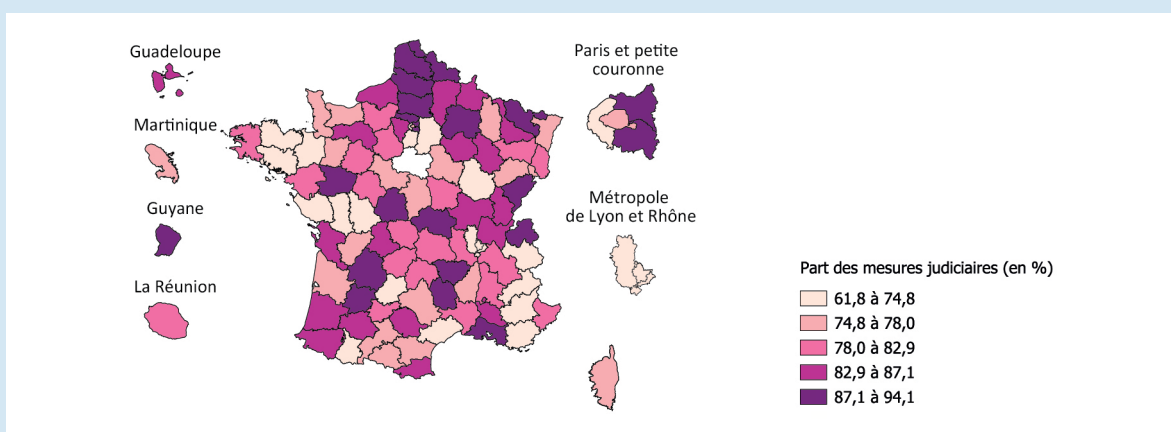 Guadeloupe
Martinique
Guyane
La Réunion
Paris et petite
couronne
Métropole
de Lyon et Rhône
Part des mesures judiciaires (en %)
61,8 à 74,8
74,8 à 78,0
78,0 à 82,9
82,9 à 87,1
87,1 à 94,1